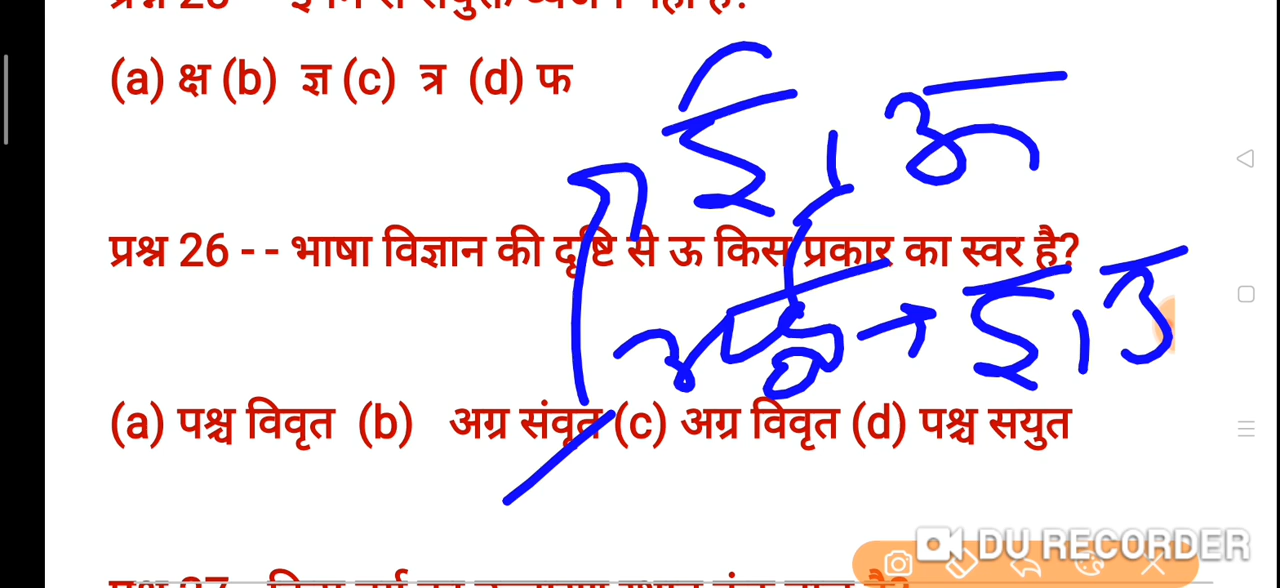 (a) क्ष (b) ज्ञ (c) त्र (d) फ
ई, ऊ
प्रश्न 26 - - भाषा विज्ञान की दृष्टि से ऊ किस प्रकार का स्वर है?
→ इ, उ
(a) पश्च विवृत (b) अग्र संवृत (c) अग्र विवृत (d) पश्च सयुत
DU RECORDER